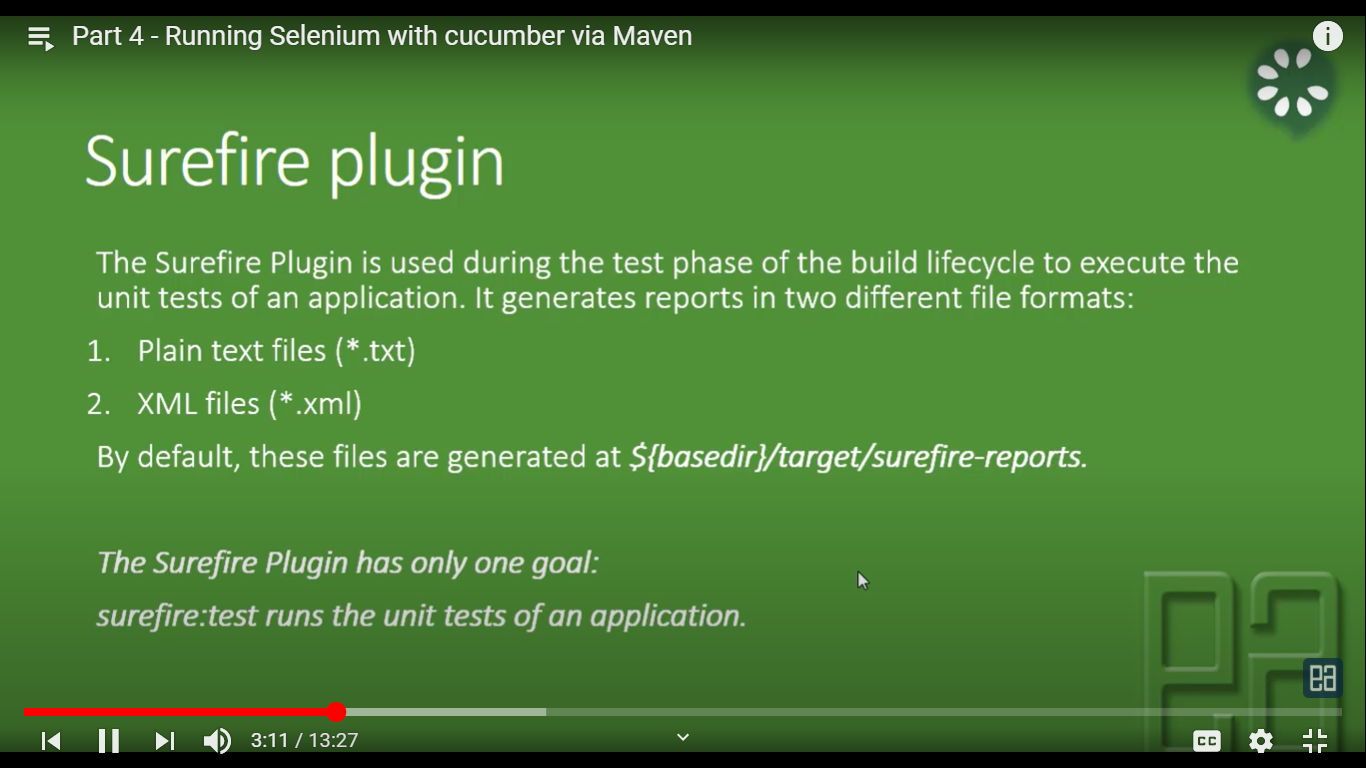 Part 4 - Running Selenium with cucumber via Maven
i
Surefire plugin
The Surefire Plugin is used during the test phase of the build lifecycle to execute the
unit tests of an application. It generates reports in two different file formats:
1. Plain text files (*.txt)
2. XML files (*.xml)
By default, these files are generated at ${basedir}/target/surefire-reports.
The Surefire Plugin has only one goal:
surefire:test runs the unit tests of an application.
3:11 / 13:27
CC